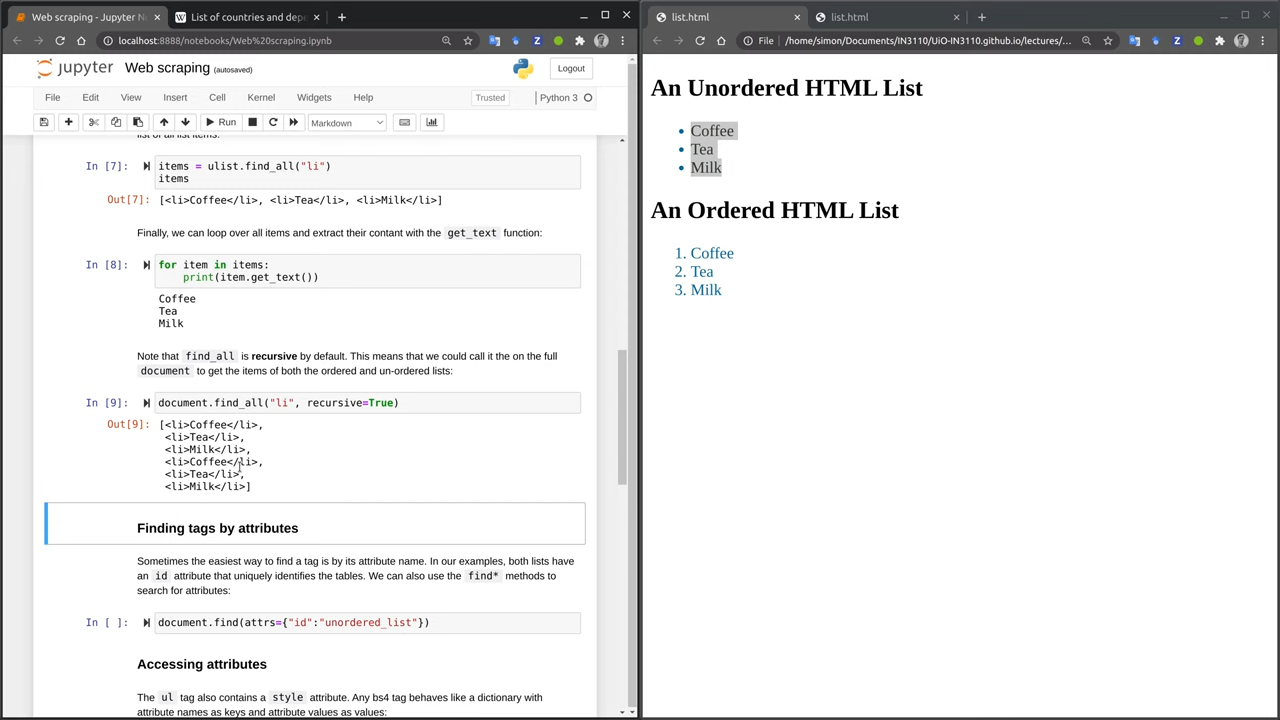 Web scraping - Jupyter N
List of countries and dep
list.html
list.html
localhost:8888/notebooks/Web%20scraping.ipynb
File /home/simon/Documents/IN3110/UiO-IN3110.github.io/lectures/...
jupyter Web scraping (autosaved)
Logout
File Edit View Insert Cell Kernel Widgets Help
Trusted Python 3
Run
Markdown
list of all list items.
In [7]: items = ulist.find_all("li")
items
Out[7]: [<li>Coffee</li>, <li>Tea</li>, <li>Milk</li>]
Finally, we can loop over all items and extract their contant with the get_text function:
In [8]: for item in items:
print(item.get_text())
Coffee
Tea
Milk
Note that find_all is recursive by default. This means that we could call it the on the full
document to get the items of both the ordered and un-ordered lists:
In [9]: document.find_all("li", recursive=True)
Out[9]: [<li>Coffee</li>,
<li>Tea</li>,
<li>Milk</li>,
<li>Coffee</li>,
<li>Tea</li>,
<li>Milk</li>]
Finding tags by attributes
Sometimes the easiest way to find a tag is by its attribute name. In our examples, both lists have
an id attribute that uniquely identifies the tables. We can also use the find* methods to
search for attributes:
In [ ]: document.find(attrs={"id":"unordered_list"})
Accessing attributes
The ul tag also contains a style attribute. Any bs4 tag behaves like a dictionary with
attribute names as keys and attribute values as values:
An Unordered HTML List
Coffee
Tea
Milk
An Ordered HTML List
1. Coffee
2. Tea
3. Milk